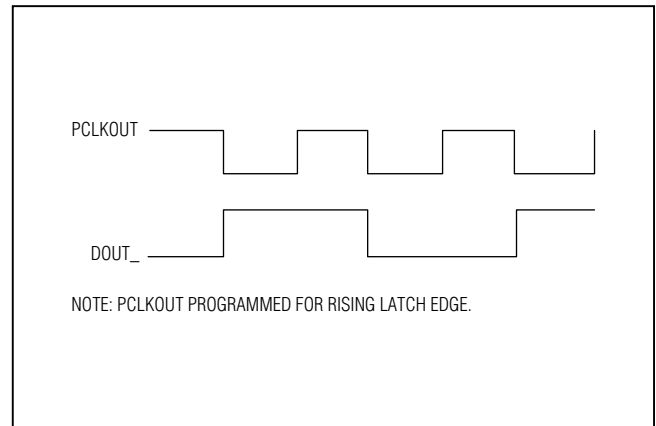 PCLKOUT
DOUT_
NOTE: PCLKOUT PROGRAMMED FOR RISING LATCH EDGE.